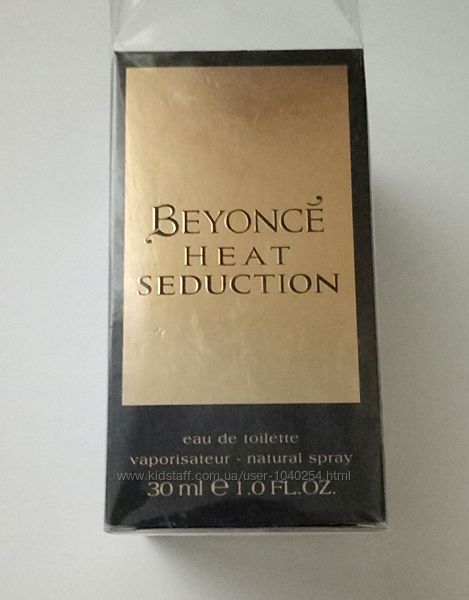 BEYONCÉ
HEAT
SEDUCTION
eau de toilette
vaporisateur - natural spray
www.kidstaff.com.ua/user-1040254.html
30 ml e 1.0 FL.OZ.